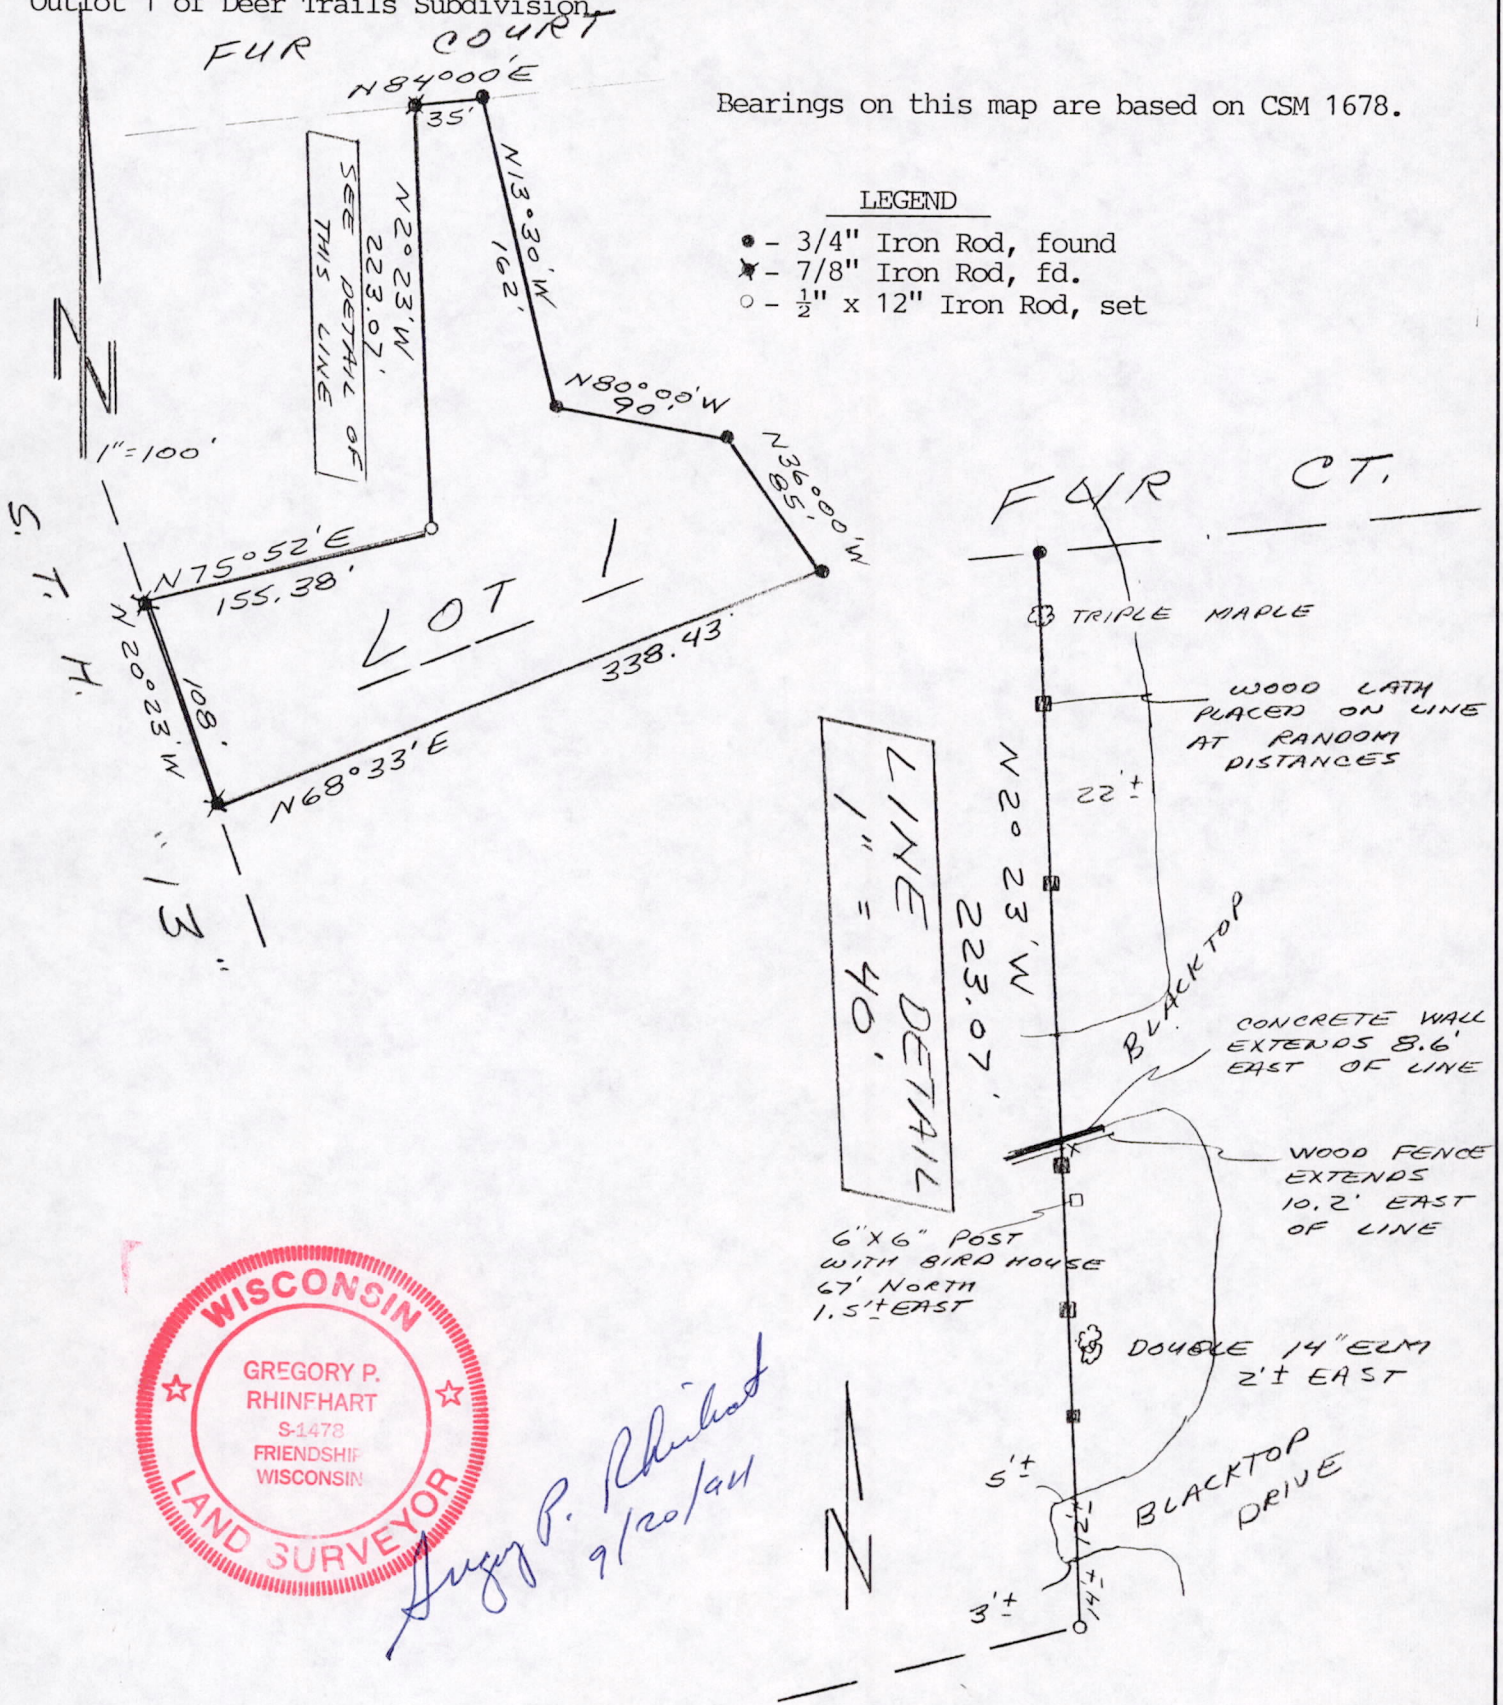 Outlot 1 of Deer Trails Subdivision.
FUR COURT
N84°00'E
35'
Bearings on this map are based on CSM 1678.
LEGEND
● - 3/4" Iron Rod, found
- 7/8" Iron Rod, fd.
○ - ½" x 12" Iron Rod, set
N13°30'W
162'
N2°23'W
223.07'
SEE DETAIL OF
THIS LINE
N
1"=100'
N80°00'W
90'
N36°00'W
85'
N75°52'E
155.38'
LOT 1
338.43'
N68°33'E
N20°23'W
108'
S. T. H. "13"
FUR CT.
TRIPLE MAPLE
WOOD LATH
PLACED ON LINE
AT RANDOM
DISTANCES
22'±
N2°23'W
223.07'
LINE DETAIL
1" = 40'
BLACKTOP
CONCRETE WALL
EXTENDS 8.6'
EAST OF LINE
WOOD FENCE
EXTENDS
10.2' EAST
OF LINE
X
6"X6" POST
WITH BIRD HOUSE
67' NORTH
1.5'± EAST
DOUBLE 14" ELM
2'± EAST
5'±
12'±
14'±
3'±
BLACKTOP
DRIVE
N
WISCONSIN
GREGORY P.
RHINEHART
S-1478
FRIENDSHIP
WISCONSIN
LAND SURVEYOR
Gregory P. Rhinehart
9/20/94